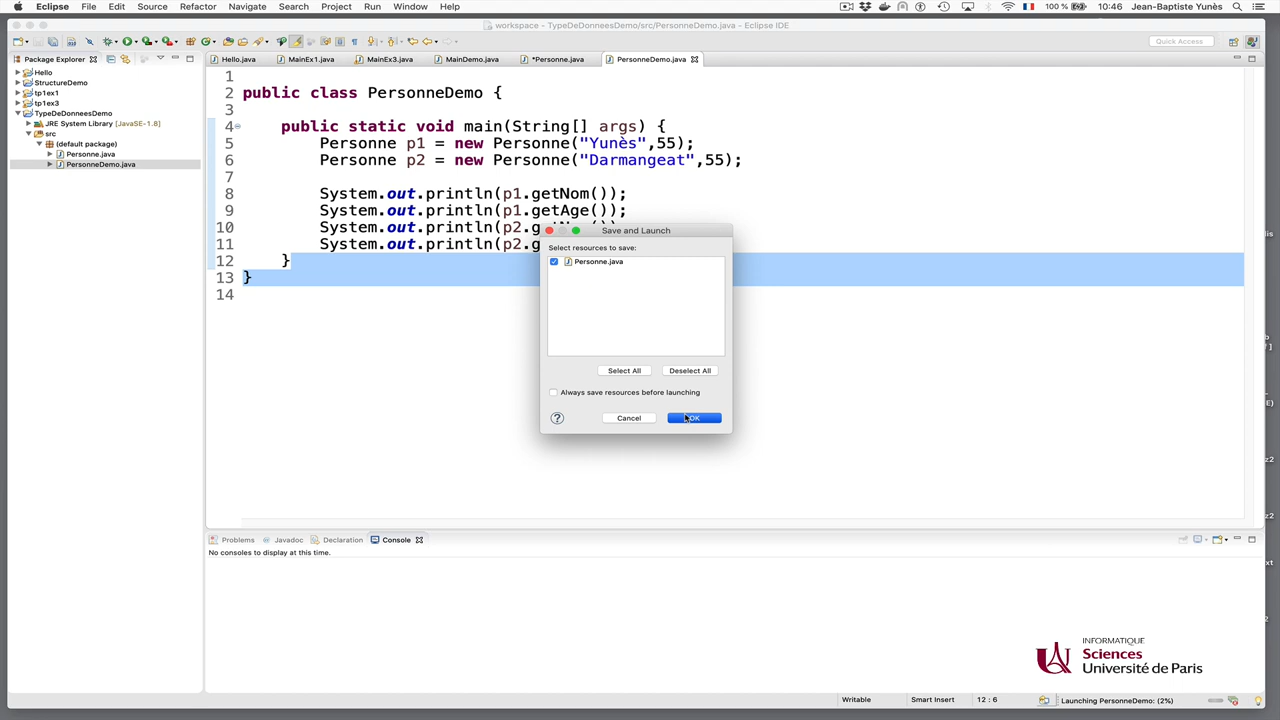 Eclipse File Edit Source Refactor Navigate Search Project Run Window Help 100 % 10:46 Jean-Baptiste Yunès
workspace - TypeDeDonneesDemo/src/PersonneDemo.java - Eclipse IDE
Quick Access
Package Explorer
Hello.java MainEx1.java MainEx3.java MainDemo.java *Personne.java PersonneDemo.java
Hello
StructureDemo
tp1ex1
tp1ex3
TypeDeDonneesDemo
JRE System Library [JavaSE-1.8]
src
(default package)
Personne.java
PersonneDemo.java
1
2 public class PersonneDemo {
3
4 public static void main(String[] args) {
5 Personne p1 = new Personne("Yunès",55);
6 Personne p2 = new Personne("Darmangeat",55);
7
8 System.out.println(p1.getNom());
9 System.out.println(p1.getAge());
10 System.out.println(p2
11 System.out.println(p2.g
12 }
13 }
14
Save and Launch
Select resources to save:
Personne.java
Select All Deselect All
Always save resources before launching
? Cancel OK
Problems Javadoc Declaration Console
No consoles to display at this time.
INFORMATIQUE
Sciences
Université de Paris
Writable Smart Insert 12 : 6 Launching PersonneDemo: (2%)